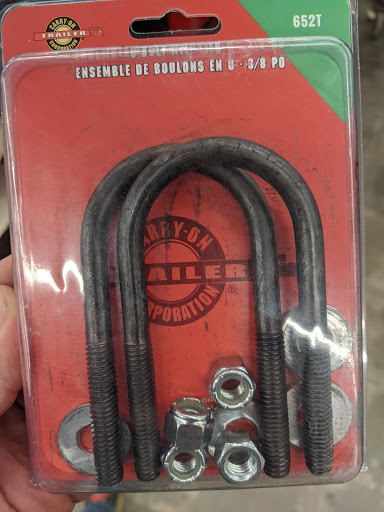 CARRY-ON
TRAILER
CORPORATION
652T
ENSEMBLE DE BOULONS EN U - 3/8 PO
CARRY-ON
TRAILER
CORPORATION
®